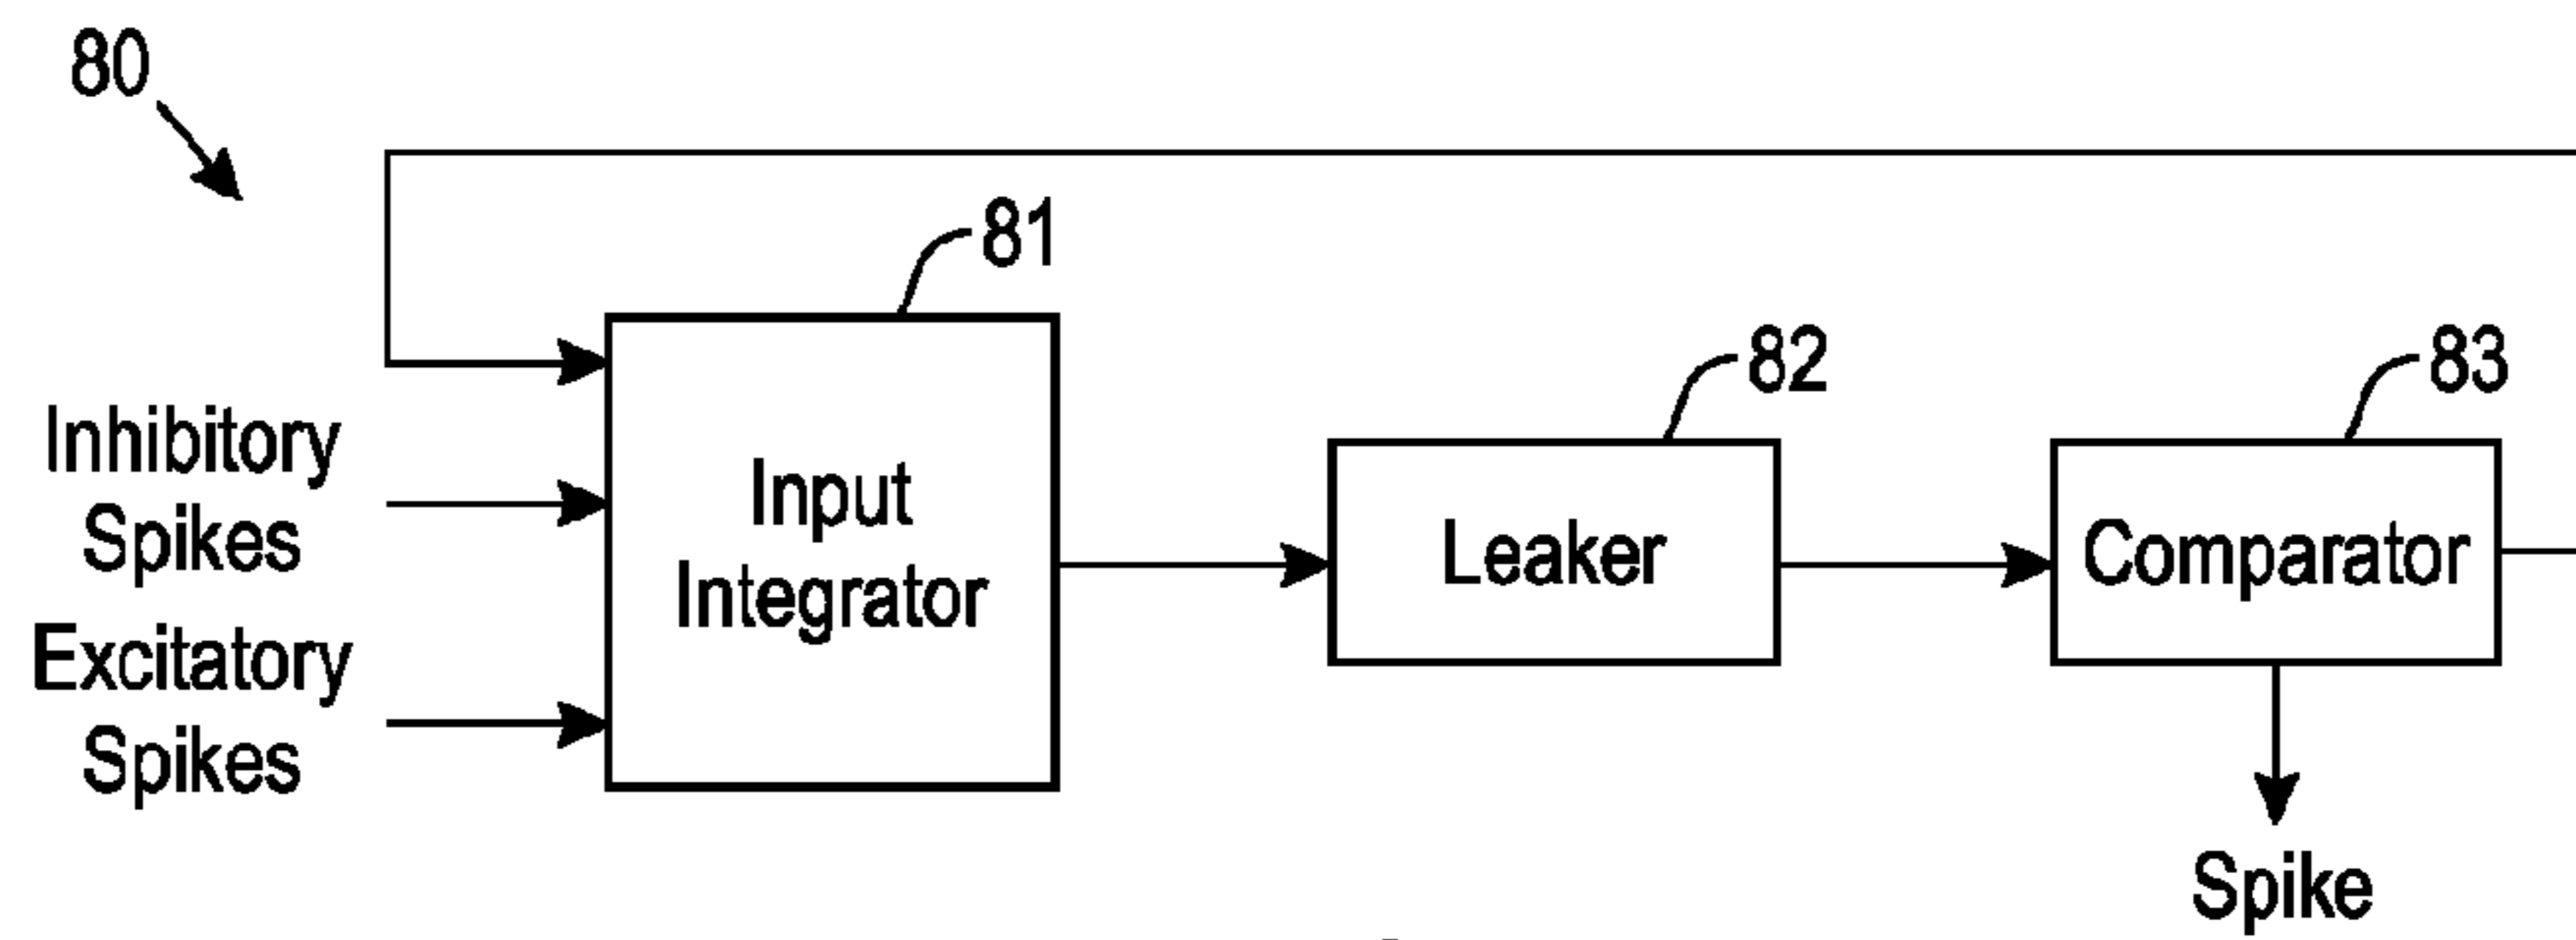 80
81
82
83
Inhibitory
Spikes
Excitatory
Spikes
Input
Integrator
Leaker
Comparator
Spike